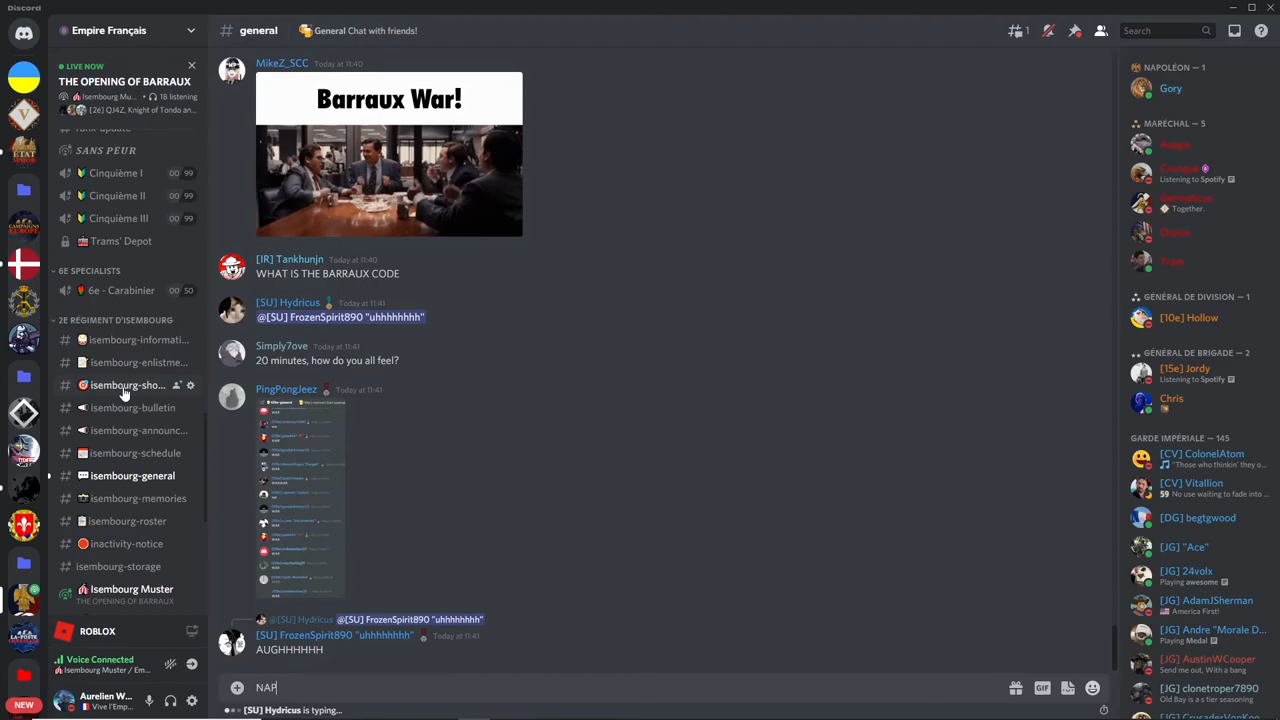 Discord
Empire Français
LIVE NOW
THE OPENING OF BARRAUX
Isembourg Mu... / 18 listening
[2é] QJ4Z, Knight of Tondo an...
rank-update
SANS PEUR
Cinquième I 00 99
Cinquième II 00 99
Cinquième III 00 99
Trams' Depot
6E SPECIALISTS
6e - Carabinier 00 50
2E RÉGIMENT D'ISEMBOURG
isembourg-informati...
isembourg-enlistme...
isembourg-sho...
isembourg-bulletin
isembourg-announc...
isembourg-schedule
isembourg-general
isembourg-memories
isembourg-roster
inactivity-notice
isembourg-storage
Isembourg Muster
THE OPENING OF BARRAUX
ROBLOX
Voice Connected
Isembourg Muster / Em...
Aurelien W...
Vive l'Emp...
NEW
# general
General Chat with friends!
1
Search
MikeZ_SCC Today at 11:40
Barraux War!
[IR] Tankhunjn Today at 11:40
WHAT IS THE BARRAUX CODE
[SU] Hydricus Today at 11:41
@[SU] FrozenSpirit890 "uhhhhhhhh"
Simply7ove Today at 11:41
20 minutes, how do you all feel?
PingPongJeez Today at 11:41
@[SU] Hydricus @[SU] FrozenSpirit890 "uhhhhhhhh"
[SU] FrozenSpirit890 "uhhhhhhhh" Today at 11:41
AUGHHHHHH
NAP
GIF
[SU] Hydricus is typing...
NAPOLÉON — 1
Gory
MARÉCHAL — 5
Listening to Spotify
Together.
Tram
GÉNÉRAL DE DIVISION — 1
[10e] Hollow
GÉNÉRAL DE BRIGADE — 2
[15e] Jordy
Listening to Spotify
Chris
GARDE IMPÉRIALE — 145
[CV] ColonelAtom
"Those who thinkin' they o...
[CV] Vitallion
59 No use waiting to fade into ...
[DG] begtgwood
[JG] "Ace"
[JG] 24volx
Playing awesome
[JG] AdamJSherman
America First!
[JG] Andre "Morale D...
Playing Medal
[JG] AustinWCooper
Send me out, With a bang
[JG] clonetroper7890
Old Bay is a s tier seasoning
[JG] CrusaderVonKoo...